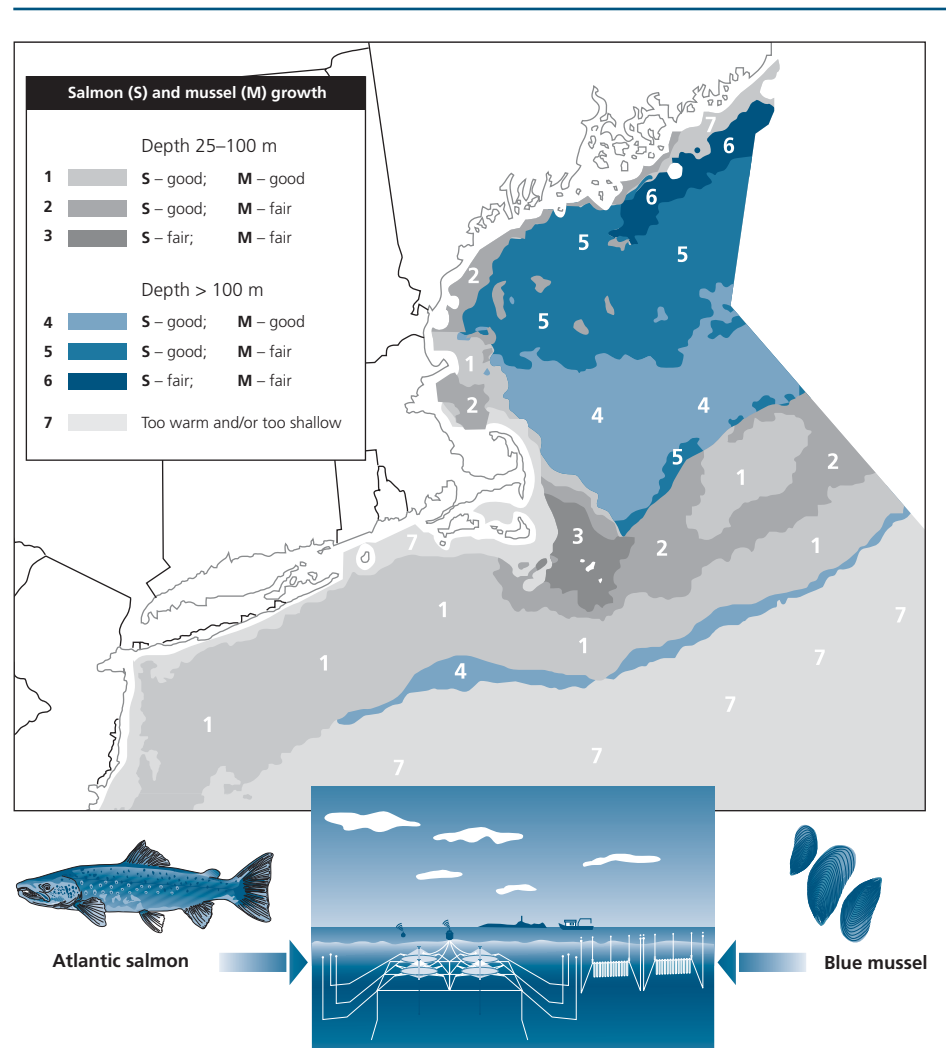 Salmon (S) and mussel (M) growth
Depth 25–100 m
1 S – good; M – good
2 S – good; M – fair
3 S – fair; M – fair
Depth > 100 m
4 S – good; M – good
5 S – good; M – fair
6 S – fair; M – fair
7 Too warm and/or too shallow
7
6
6
5
5
2
5
1
4
4
2
5
1
2
3
7
2
1
1
7
1
7
1
4
7
1
7
7
Atlantic salmon
Blue mussel